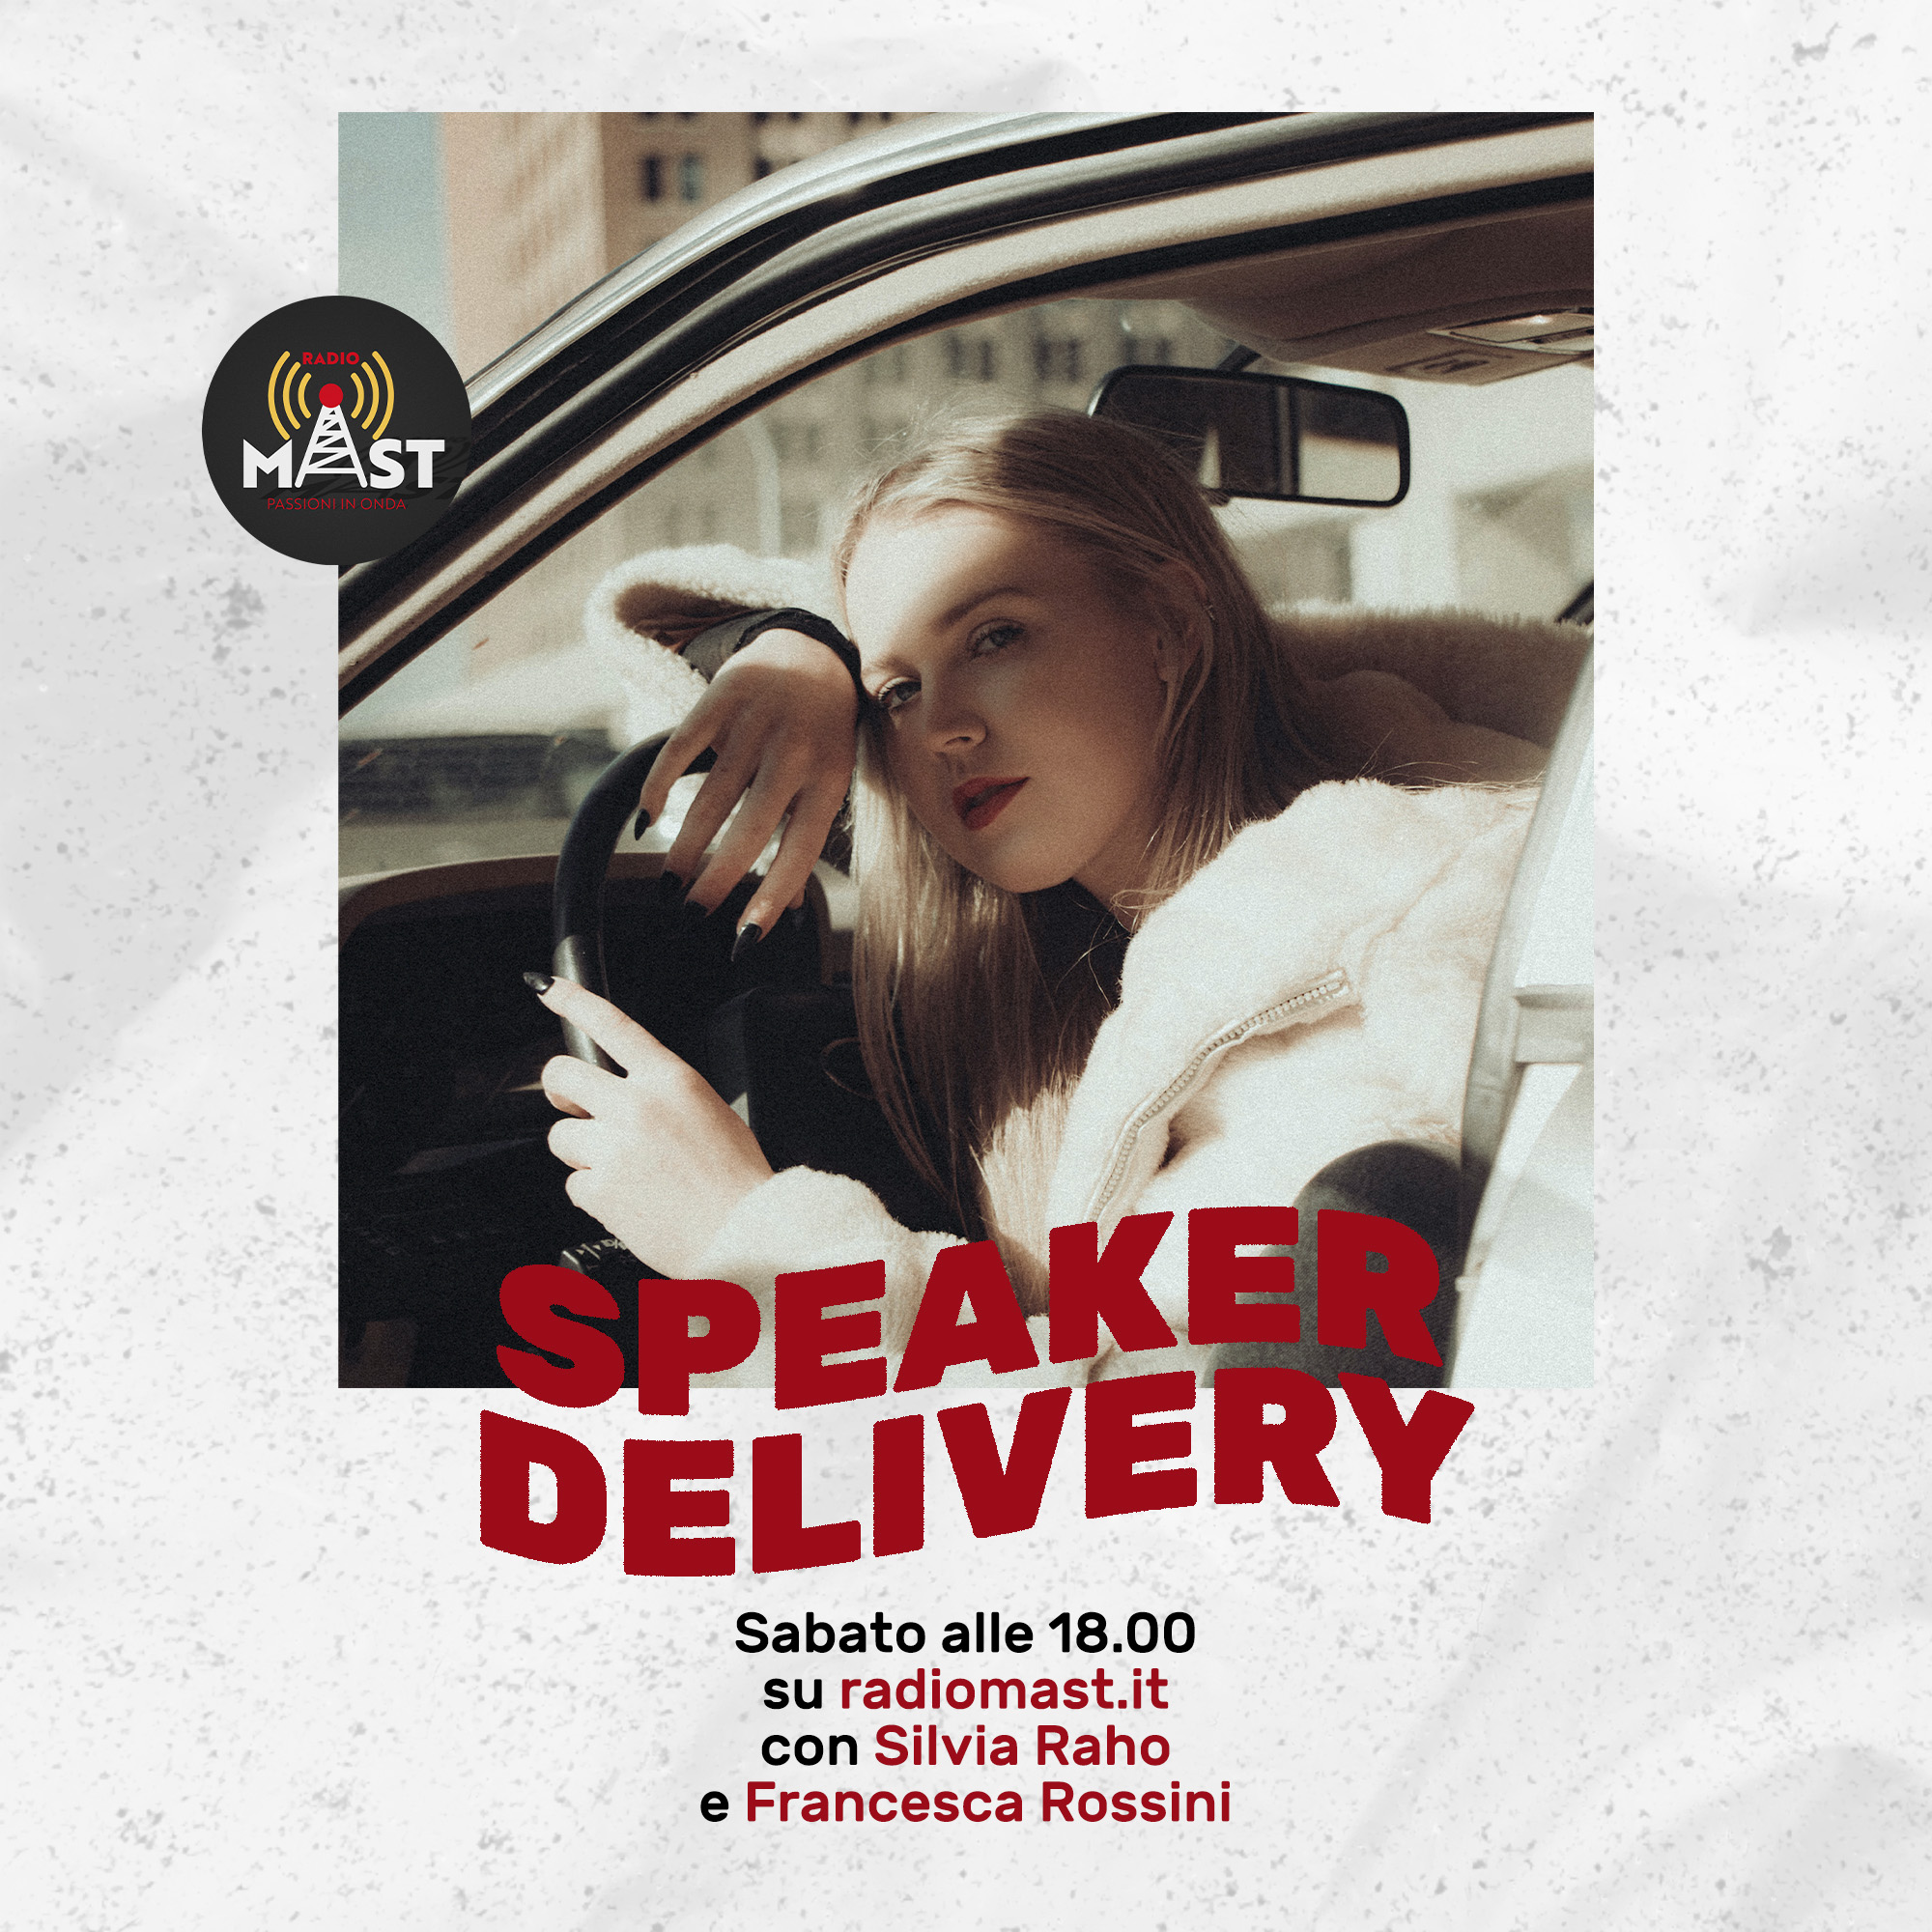 RADIO
MAST
PASSIONI IN ONDA
SPEAKER
DELIVERY
Sabato alle 18.00
su radiomast.it
con Silvia Raho
e Francesca Rossini